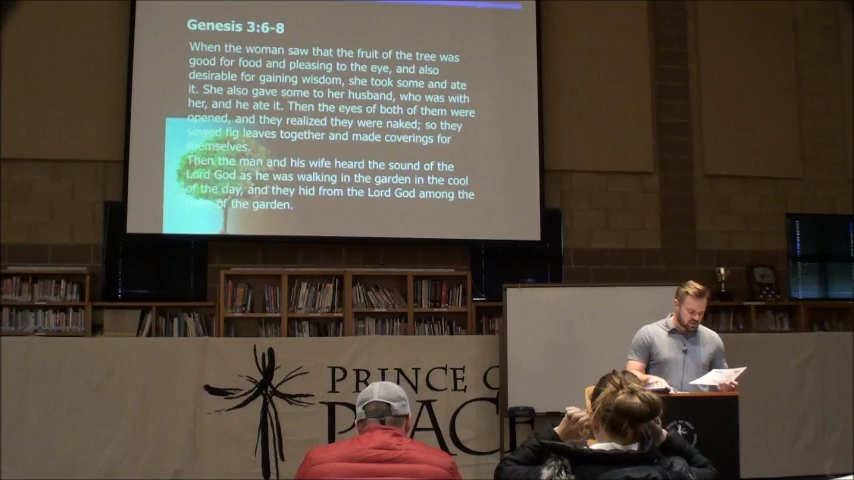 Genesis 3:6-8
When the woman saw that the fruit of the tree was
good for food and pleasing to the eye, and also
desirable for gaining wisdom, she took some and ate
it. She also gave some to her husband, who was with
her, and he ate it. Then the eyes of both of them were
opened, and they realized they were naked; so they
sewed fig leaves together and made coverings for
themselves.
Then the man and his wife heard the sound of the
Lord God as he was walking in the garden in the cool
of the day, and they hid from the Lord God among the
of the garden.
PRINCE